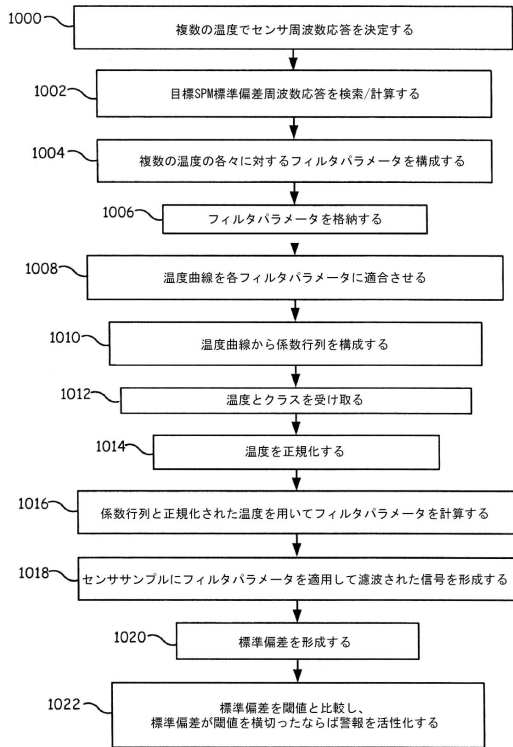 1000
複数の温度でセンサ周波数応答を決定する
1002
目標SPM標準偏差周波数応答を検索/計算する
1004
複数の温度の各々に対するフィルタパラメータを構成する
1006
フィルタパラメータを格納する
1008
温度曲線を各フィルタパラメータに適合させる
1010
温度曲線から係数行列を構成する
1012
温度とクラスを受け取る
1014
温度を正規化する
1016
係数行列と正規化された温度を用いてフィルタパラメータを計算する
1018
センササンプルにフィルタパラメータを適用して濾波された信号を形成する
1020
標準偏差を形成する
1022
標準偏差を閾値と比較し、
標準偏差が閾値を横切ったならば警報を活性化する